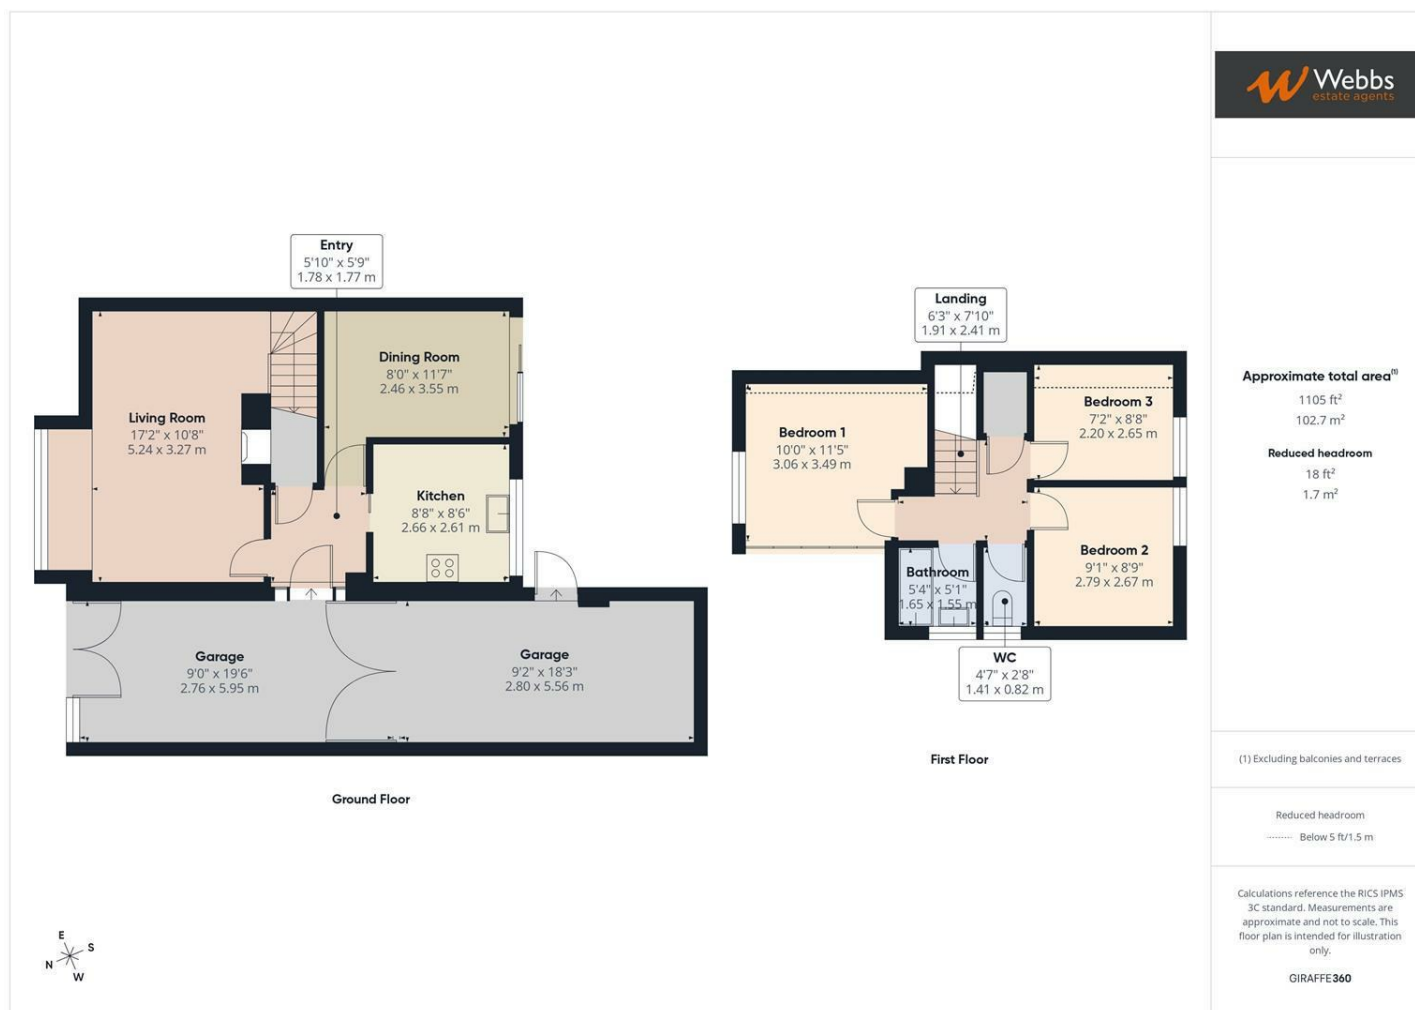 Webbs
estate agents
Entry
5'10" x 5'9"
1.78 x 1.77 m
Dining Room
8'0" x 11'7"
2.46 x 3.55 m
Living Room
17'2" x 10'8"
5.24 x 3.27 m
Kitchen
8'8" x 8'6"
2.66 x 2.61 m
Garage
9'0" x 19'6"
2.76 x 5.95 m
Garage
9'2" x 18'3"
2.80 x 5.56 m
Ground Floor
Landing
6'3" x 7'10"
1.91 x 2.41 m
Bedroom 1
10'0" x 11'5"
3.06 x 3.49 m
Bedroom 3
7'2" x 8'8"
2.20 x 2.65 m
Bedroom 2
9'1" x 8'9"
2.79 x 2.67 m
Bathroom
5'4" x 5'1"
1.65 x 1.55 m
WC
4'7" x 2'8"
1.41 x 0.82 m
First Floor
Approximate total area(1)
1105 ft²
102.7 m²
Reduced headroom
18 ft²
1.7 m²
(1) Excluding balconies and terraces
Reduced headroom
Below 5 ft/1.5 m
Calculations reference the RICS IPMS
3C standard. Measurements are
approximate and not to scale. This
floor plan is intended for illustration
only.
GIRAFFE360
E
S
N
W